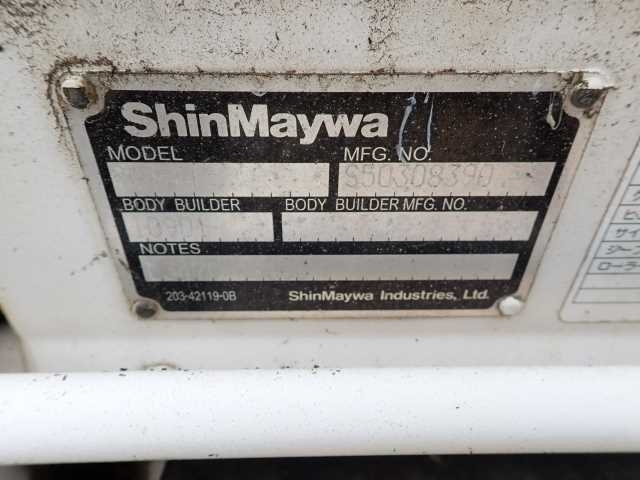 ShinMaywa
MODEL MFG. NO.
S50308390
BODY BUILDER BODY BUILDER MFG. NO.
NOTES
203-42119-0B ShinMaywa Industries, Ltd.